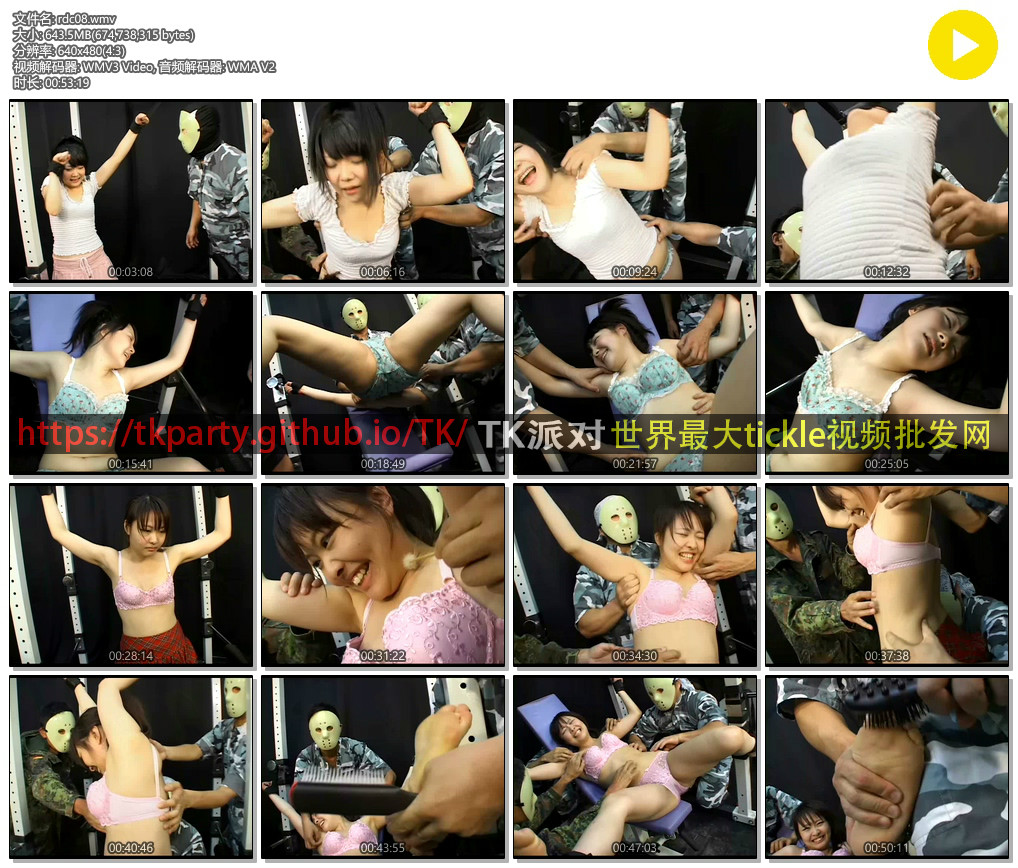 文件名: rdc08.wmv
大小: 643.5MB(674,738,315 bytes)
分辨率: 640x480(4:3)
视频解码器: WMV3 Video, 音频解码器: WMA V2
时长: 00:53:19
00:03:08
00:06:16
00:09:24
00:12:32
00:15:41
00:18:49
00:21:57
00:25:05
https://tkparty.github.io/TK/ TK派对 世界最大tickle视频批发网
00:28:14
00:31:22
00:34:30
00:37:38
00:40:46
00:43:55
00:47:03
00:50:11